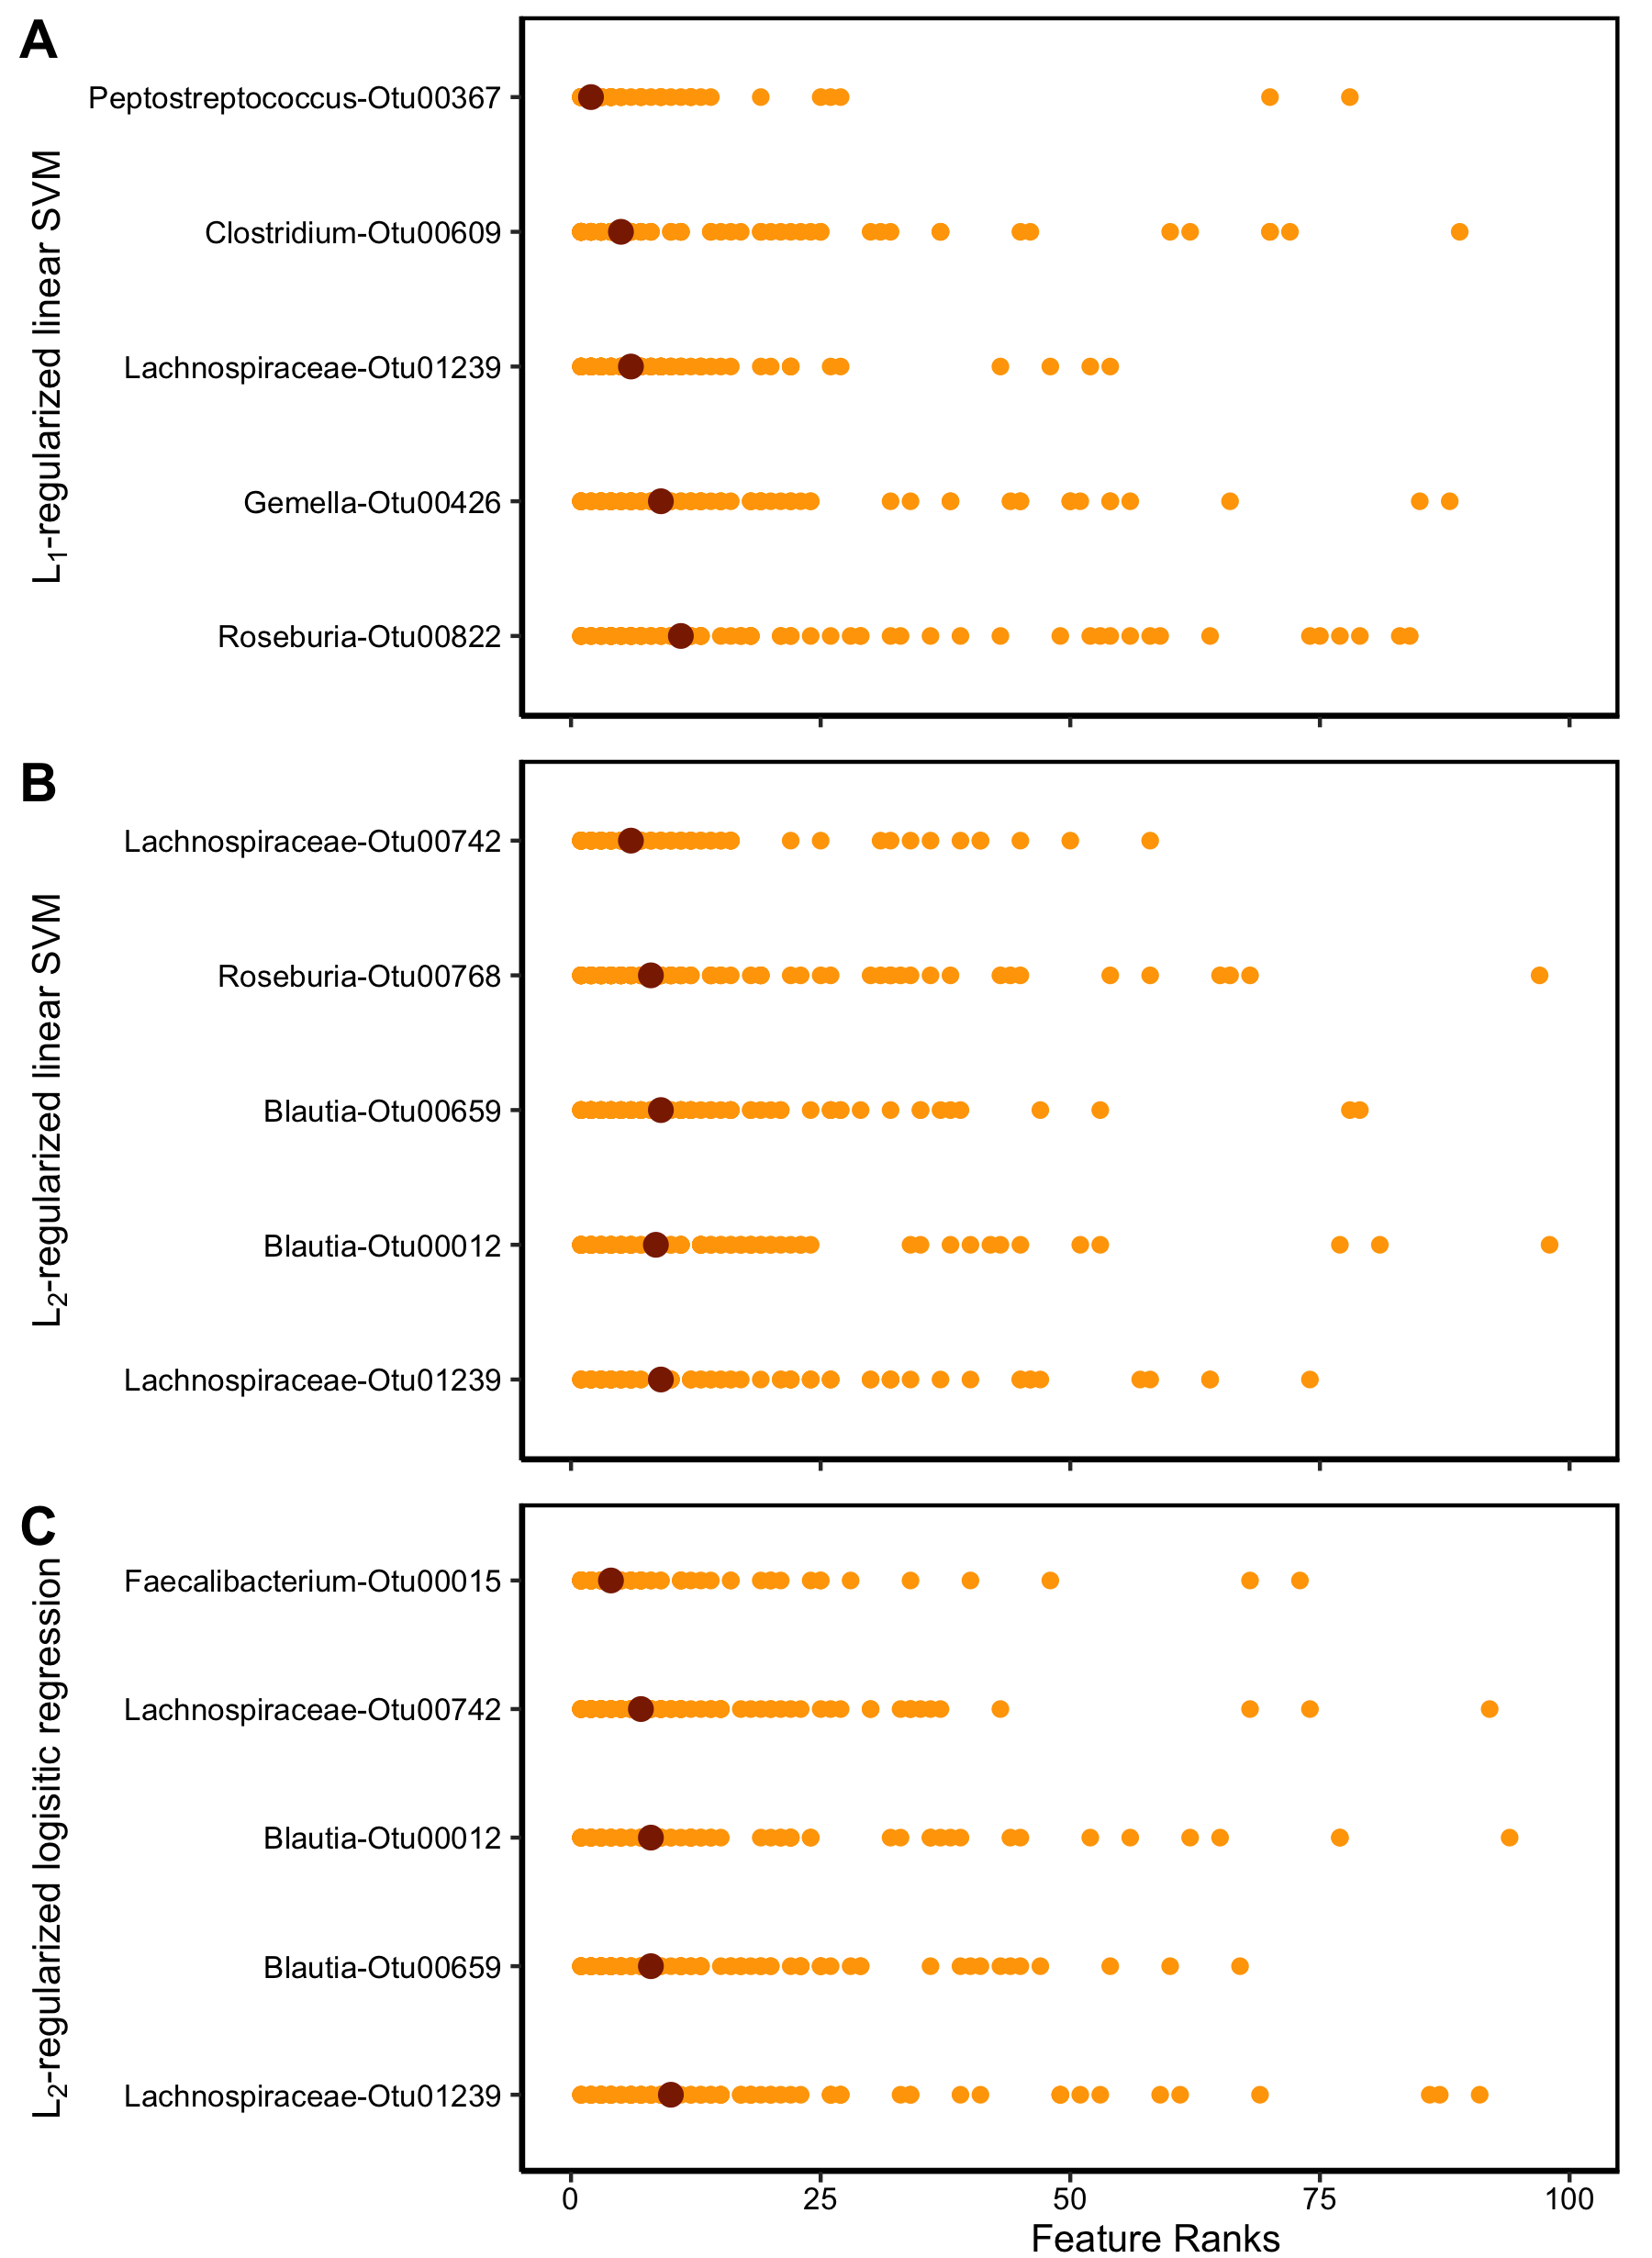 A
L1-regularized linear SVM
Peptostreptococcus-Otu00367
Clostridium-Otu00609
Lachnospiraceae-Otu01239
Gemella-Otu00426
Roseburia-Otu00822
B
L2-regularized linear SVM
Lachnospiraceae-Otu00742
Roseburia-Otu00768
Blautia-Otu00659
Blautia-Otu00012
Lachnospiraceae-Otu01239
C
L2-regularized logisitic regression
Faecalibacterium-Otu00015
Lachnospiraceae-Otu00742
Blautia-Otu00012
Blautia-Otu00659
Lachnospiraceae-Otu01239
0 25 50 75 100
Feature Ranks